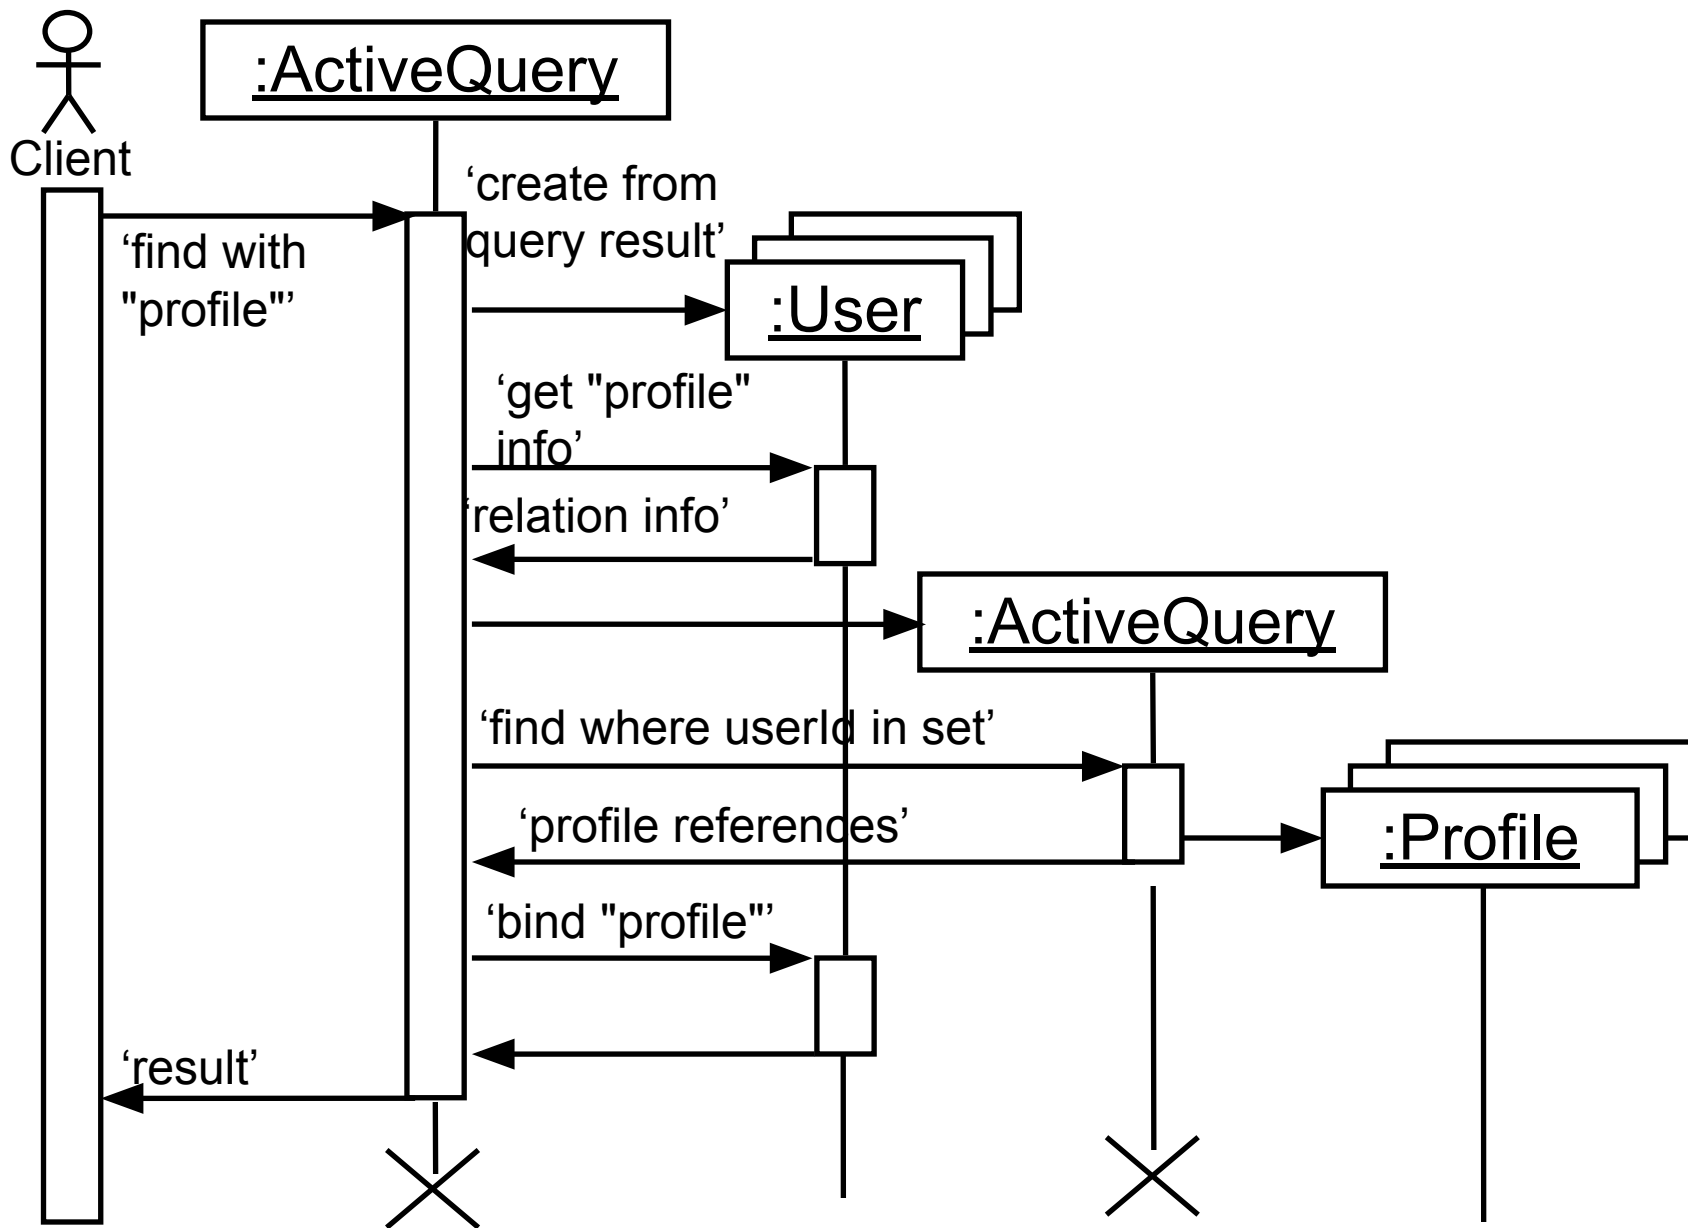 :ActiveQuery
Client
‘create from
query result’
‘find with
"profile"’
:User
‘get "profile"
info’
‘relation info’
:ActiveQuery
‘find where userId in set’
‘profile references’
:Profile
‘bind "profile"’
‘result’